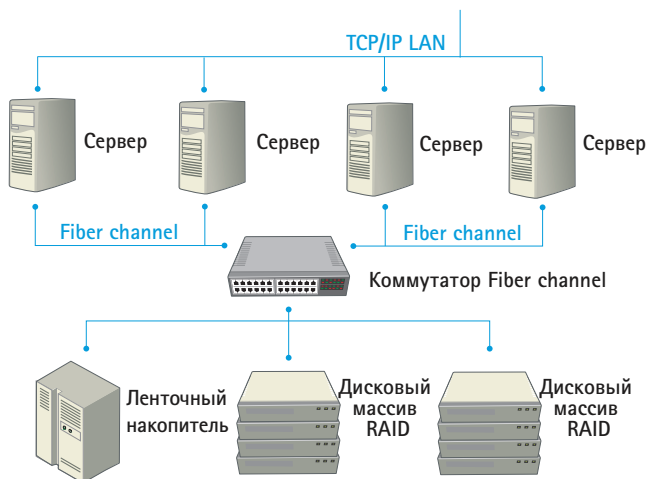 TCP/IP LAN
Сервер
Сервер
Сервер
Сервер
Fiber channel
Fiber channel
Коммутатор Fiber channel
Ленточный
накопитель
Дисковый
массив
RAID
Дисковый
массив
RAID